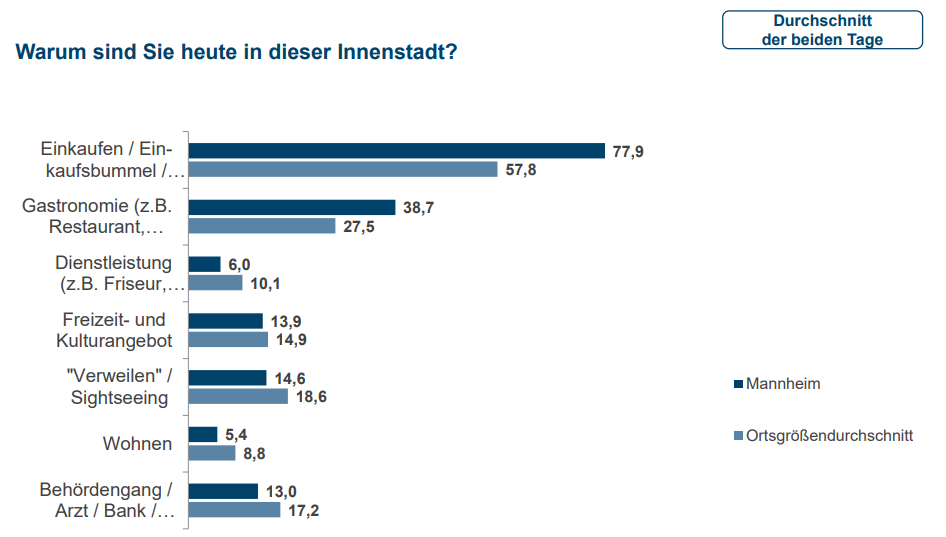 Durchschnitt
der beiden Tage
Warum sind Sie heute in dieser Innenstadt?
Einkaufen / Ein-
kaufsbummel /…
77,9
57,8
Gastronomie (z.B.
Restaurant,…
38,7
27,5
Dienstleistung
(z.B. Friseur,…
6,0
10,1
Freizeit- und
Kulturangebot
13,9
14,9
"Verweilen" /
Sightseeing
14,6
18,6
Wohnen
5,4
8,8
Behördengang /
Arzt / Bank /…
13,0
17,2
Mannheim
Ortsgrößendurchschnitt